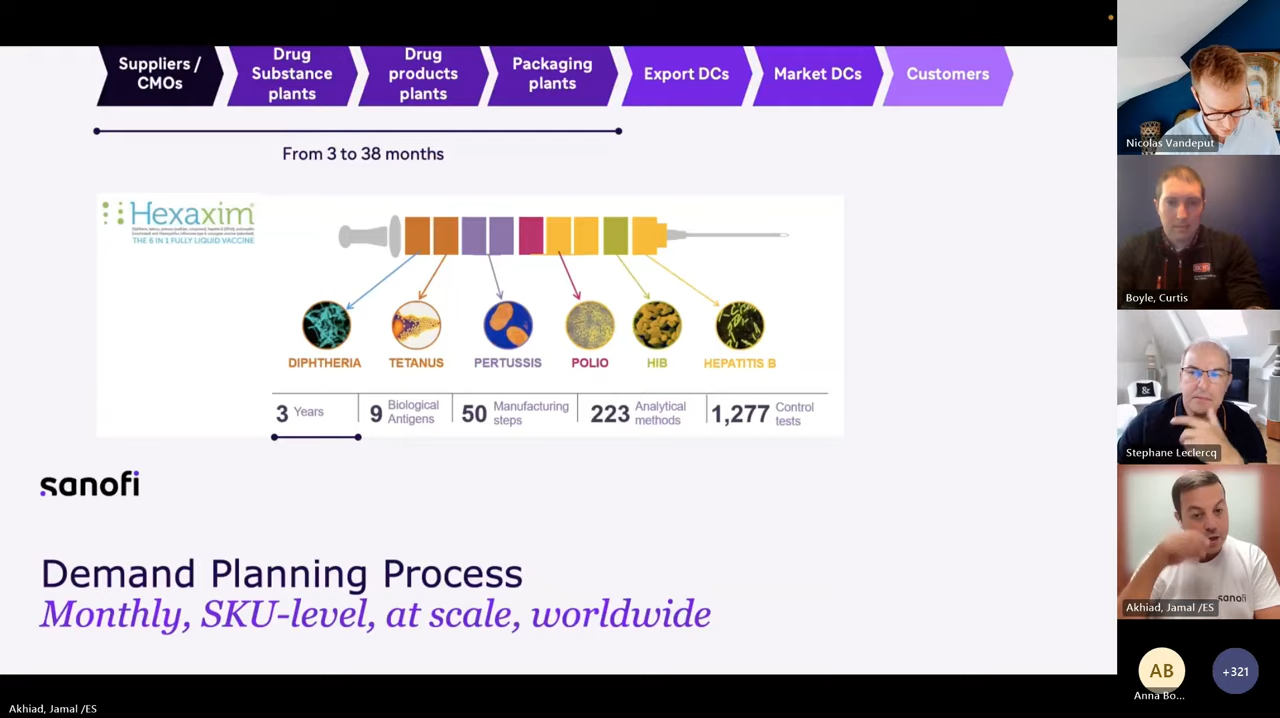 Suppliers /
CMOs
Drug
Substance
plants
Drug
products
plants
Packaging
plants
Export DCs
Market DCs
Customers
From 3 to 38 months
Hexaxim
THE 6 IN 1 FULLY LIQUID VACCINE
DIPHTHERIA
TETANUS
PERTUSSIS
POLIO
HIB
HEPATITIS B
3 Years
9 Biological
Antigens
50 Manufacturing
steps
223 Analytical
methods
1,277 Control
tests
sanofi
Demand Planning Process
Monthly, SKU-level, at scale, worldwide
Akhiad, Jamal /ES
Nicolas Vandeput
Boyle, Curtis
&
Stephane Leclercq
sanofi
Akhiad, Jamal /ES
AB
Anna Bo...
+321